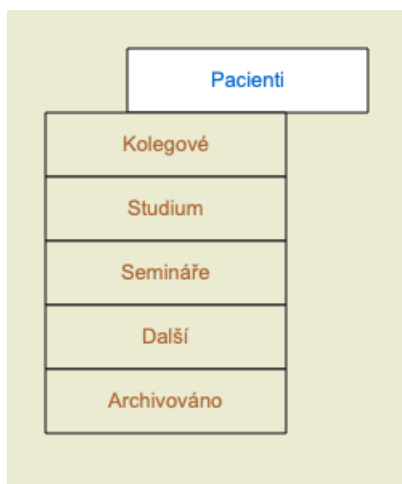 Pacienti
Kolegové
Studium
Semináře
Další
Archivováno